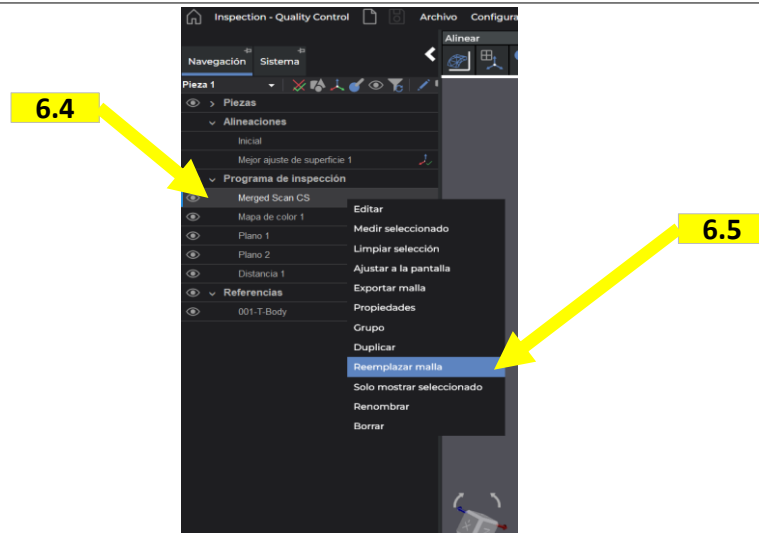 Inspection - Quality Control
Archivo Configura
Alinear
Navegación Sistema
Pieza 1
Piezas
Alineaciones
Inicial
Mejor ajuste de superficie 1
Programa de inspección
Merged Scan CS
Mapa de color 1
Plano 1
Plano 2
Distancia 1
Referencias
001-T-Body
Editar
Medir seleccionado
Limpiar selección
Ajustar a la pantalla
Exportar malla
Propiedades
Grupo
Duplicar
Reemplazar malla
Solo mostrar seleccionado
Renombrar
Borrar
6.4
6.5